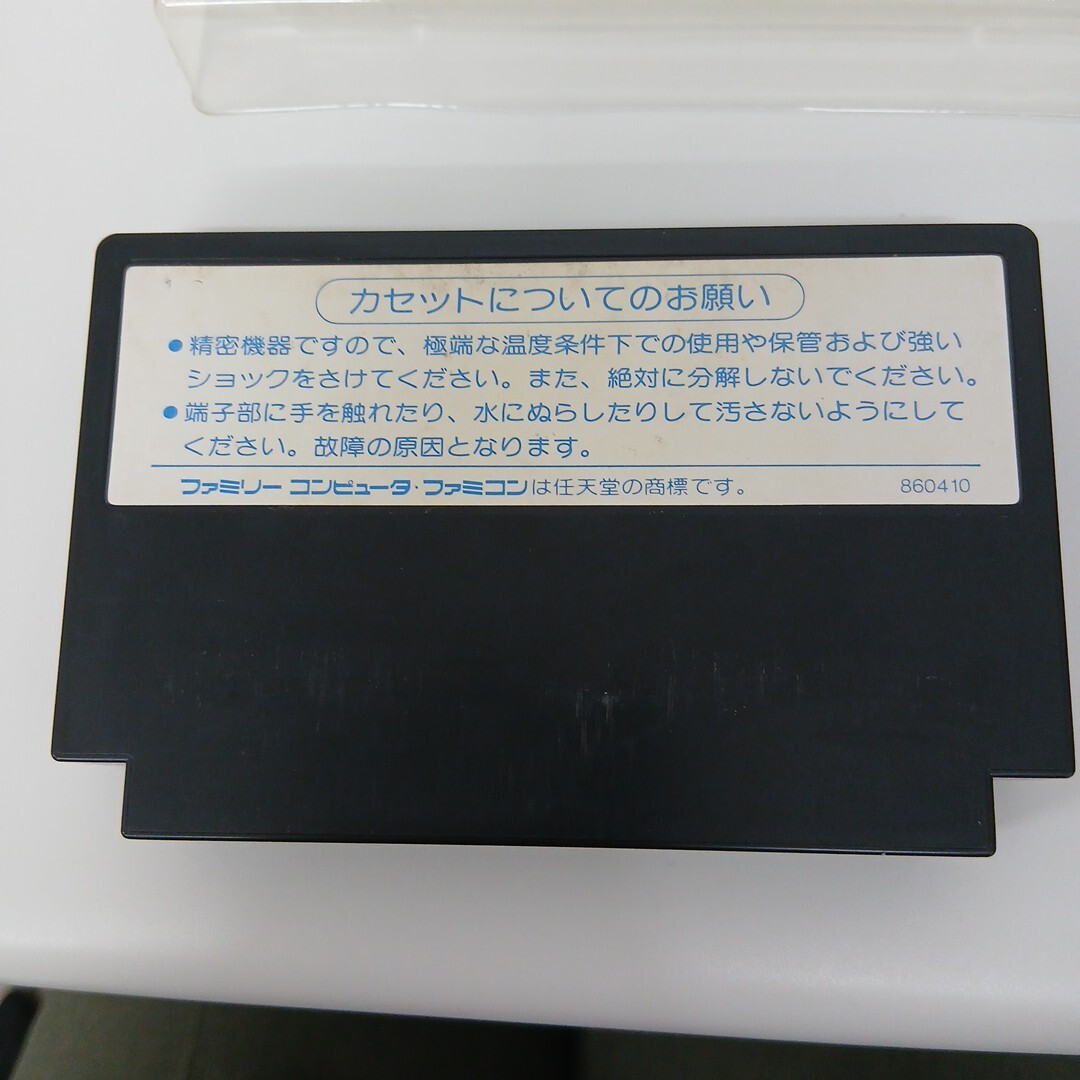 カセットについてのお願い
●精密機器ですので、極端な温度条件下での使用や保管および強い
ショックをさけてください。また、絶対に分解しないでください。
●端子部に手を触れたり、水にぬらしたりして汚さないようにして
ください。故障の原因となります。
ファミリー コンピュータ・ファミコンは任天堂の商標です。 860410